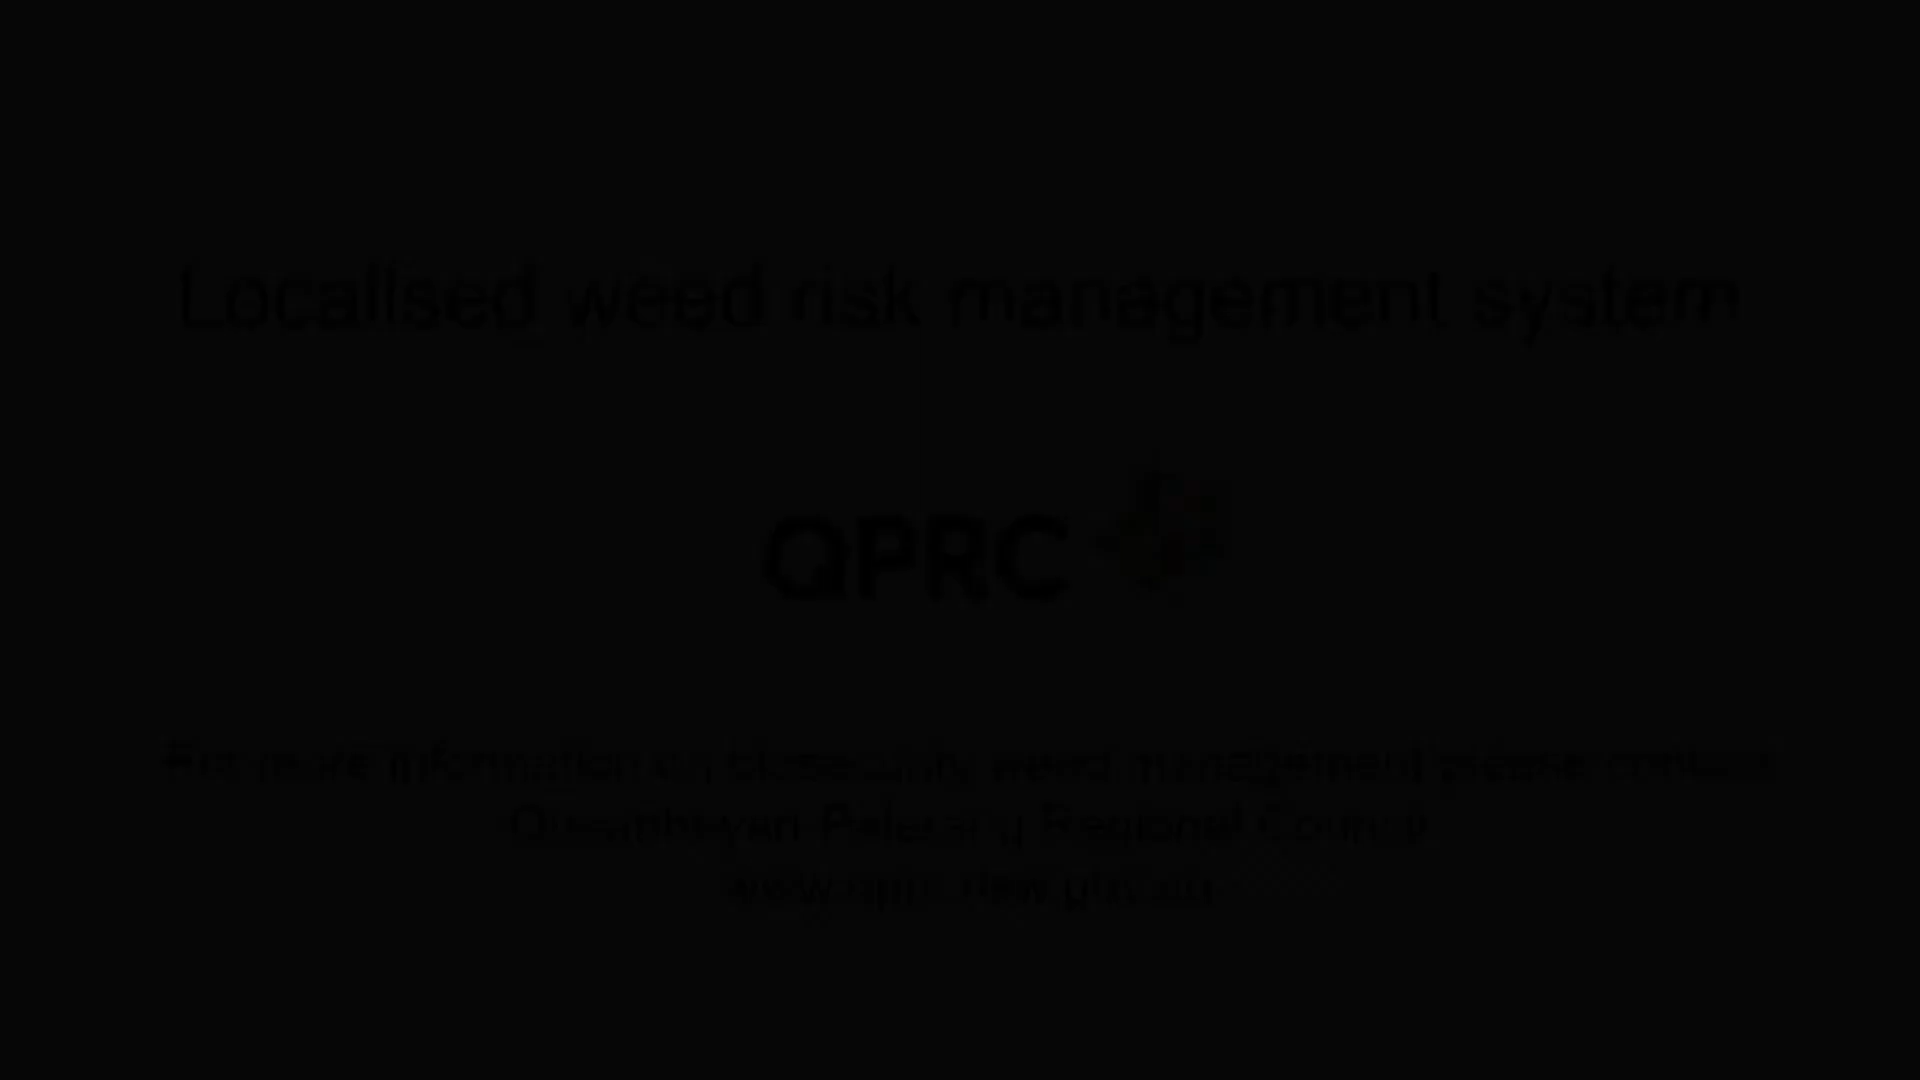 Localised weed risk management system
QPRC
For more information on biosecurity weed management please contact
Queanbeyan-Palerang Regional Council
www.qprc.nsw.gov.au